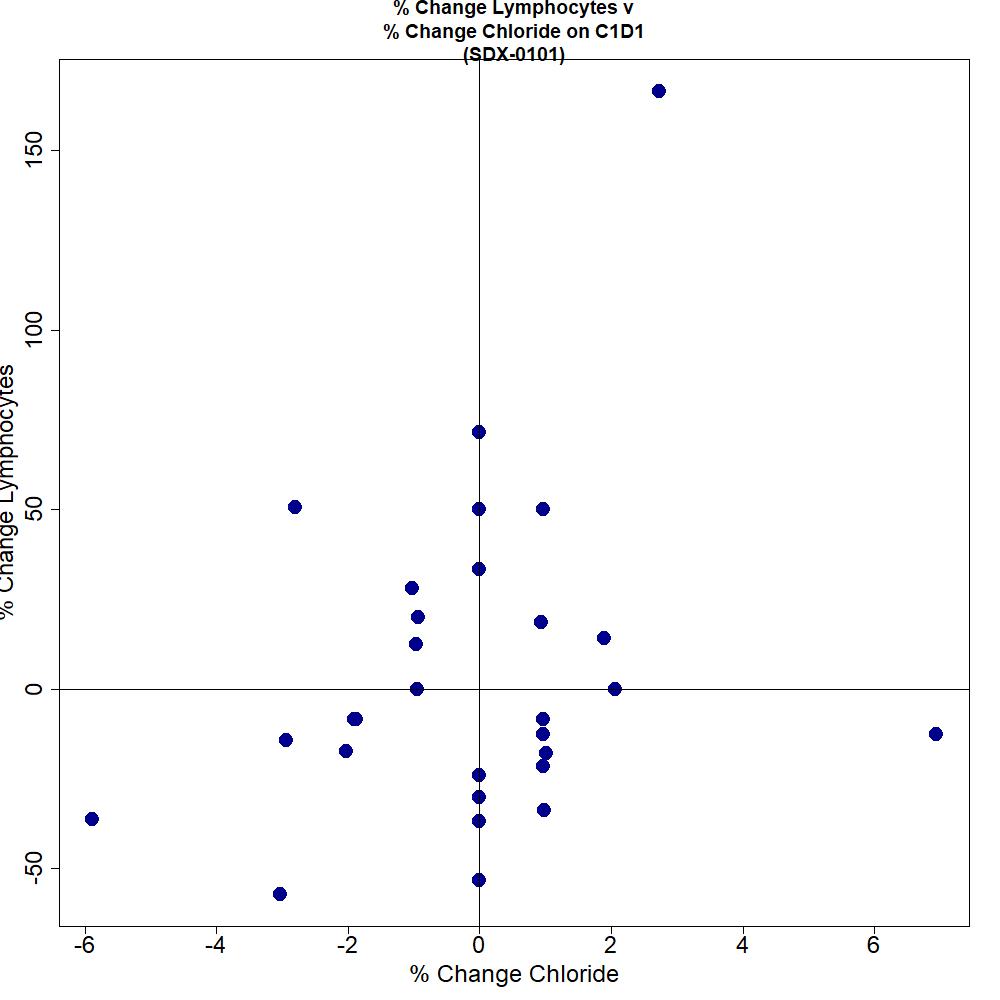 % Change Lymphocytes v
% Change Chloride on C1D1
(SDX-0101)
% Change Lymphocytes
150
100
50
0
-50
-6
-4
-2
0
2
4
6
% Change Chloride